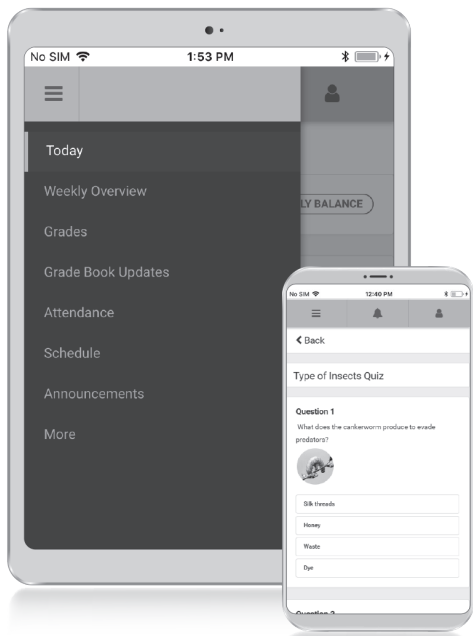 No SIM 1:53 PM
LY BALANCE
Today
Weekly Overview
Grades
Grade Book Updates
Attendance
Schedule
Announcements
More
No SIM 12:40 PM
Back
Type of Insects Quiz
Question 1
What does the cankerworm produce to evade
predators?
Silk threads
Honey
Waste
Dye
Question 2